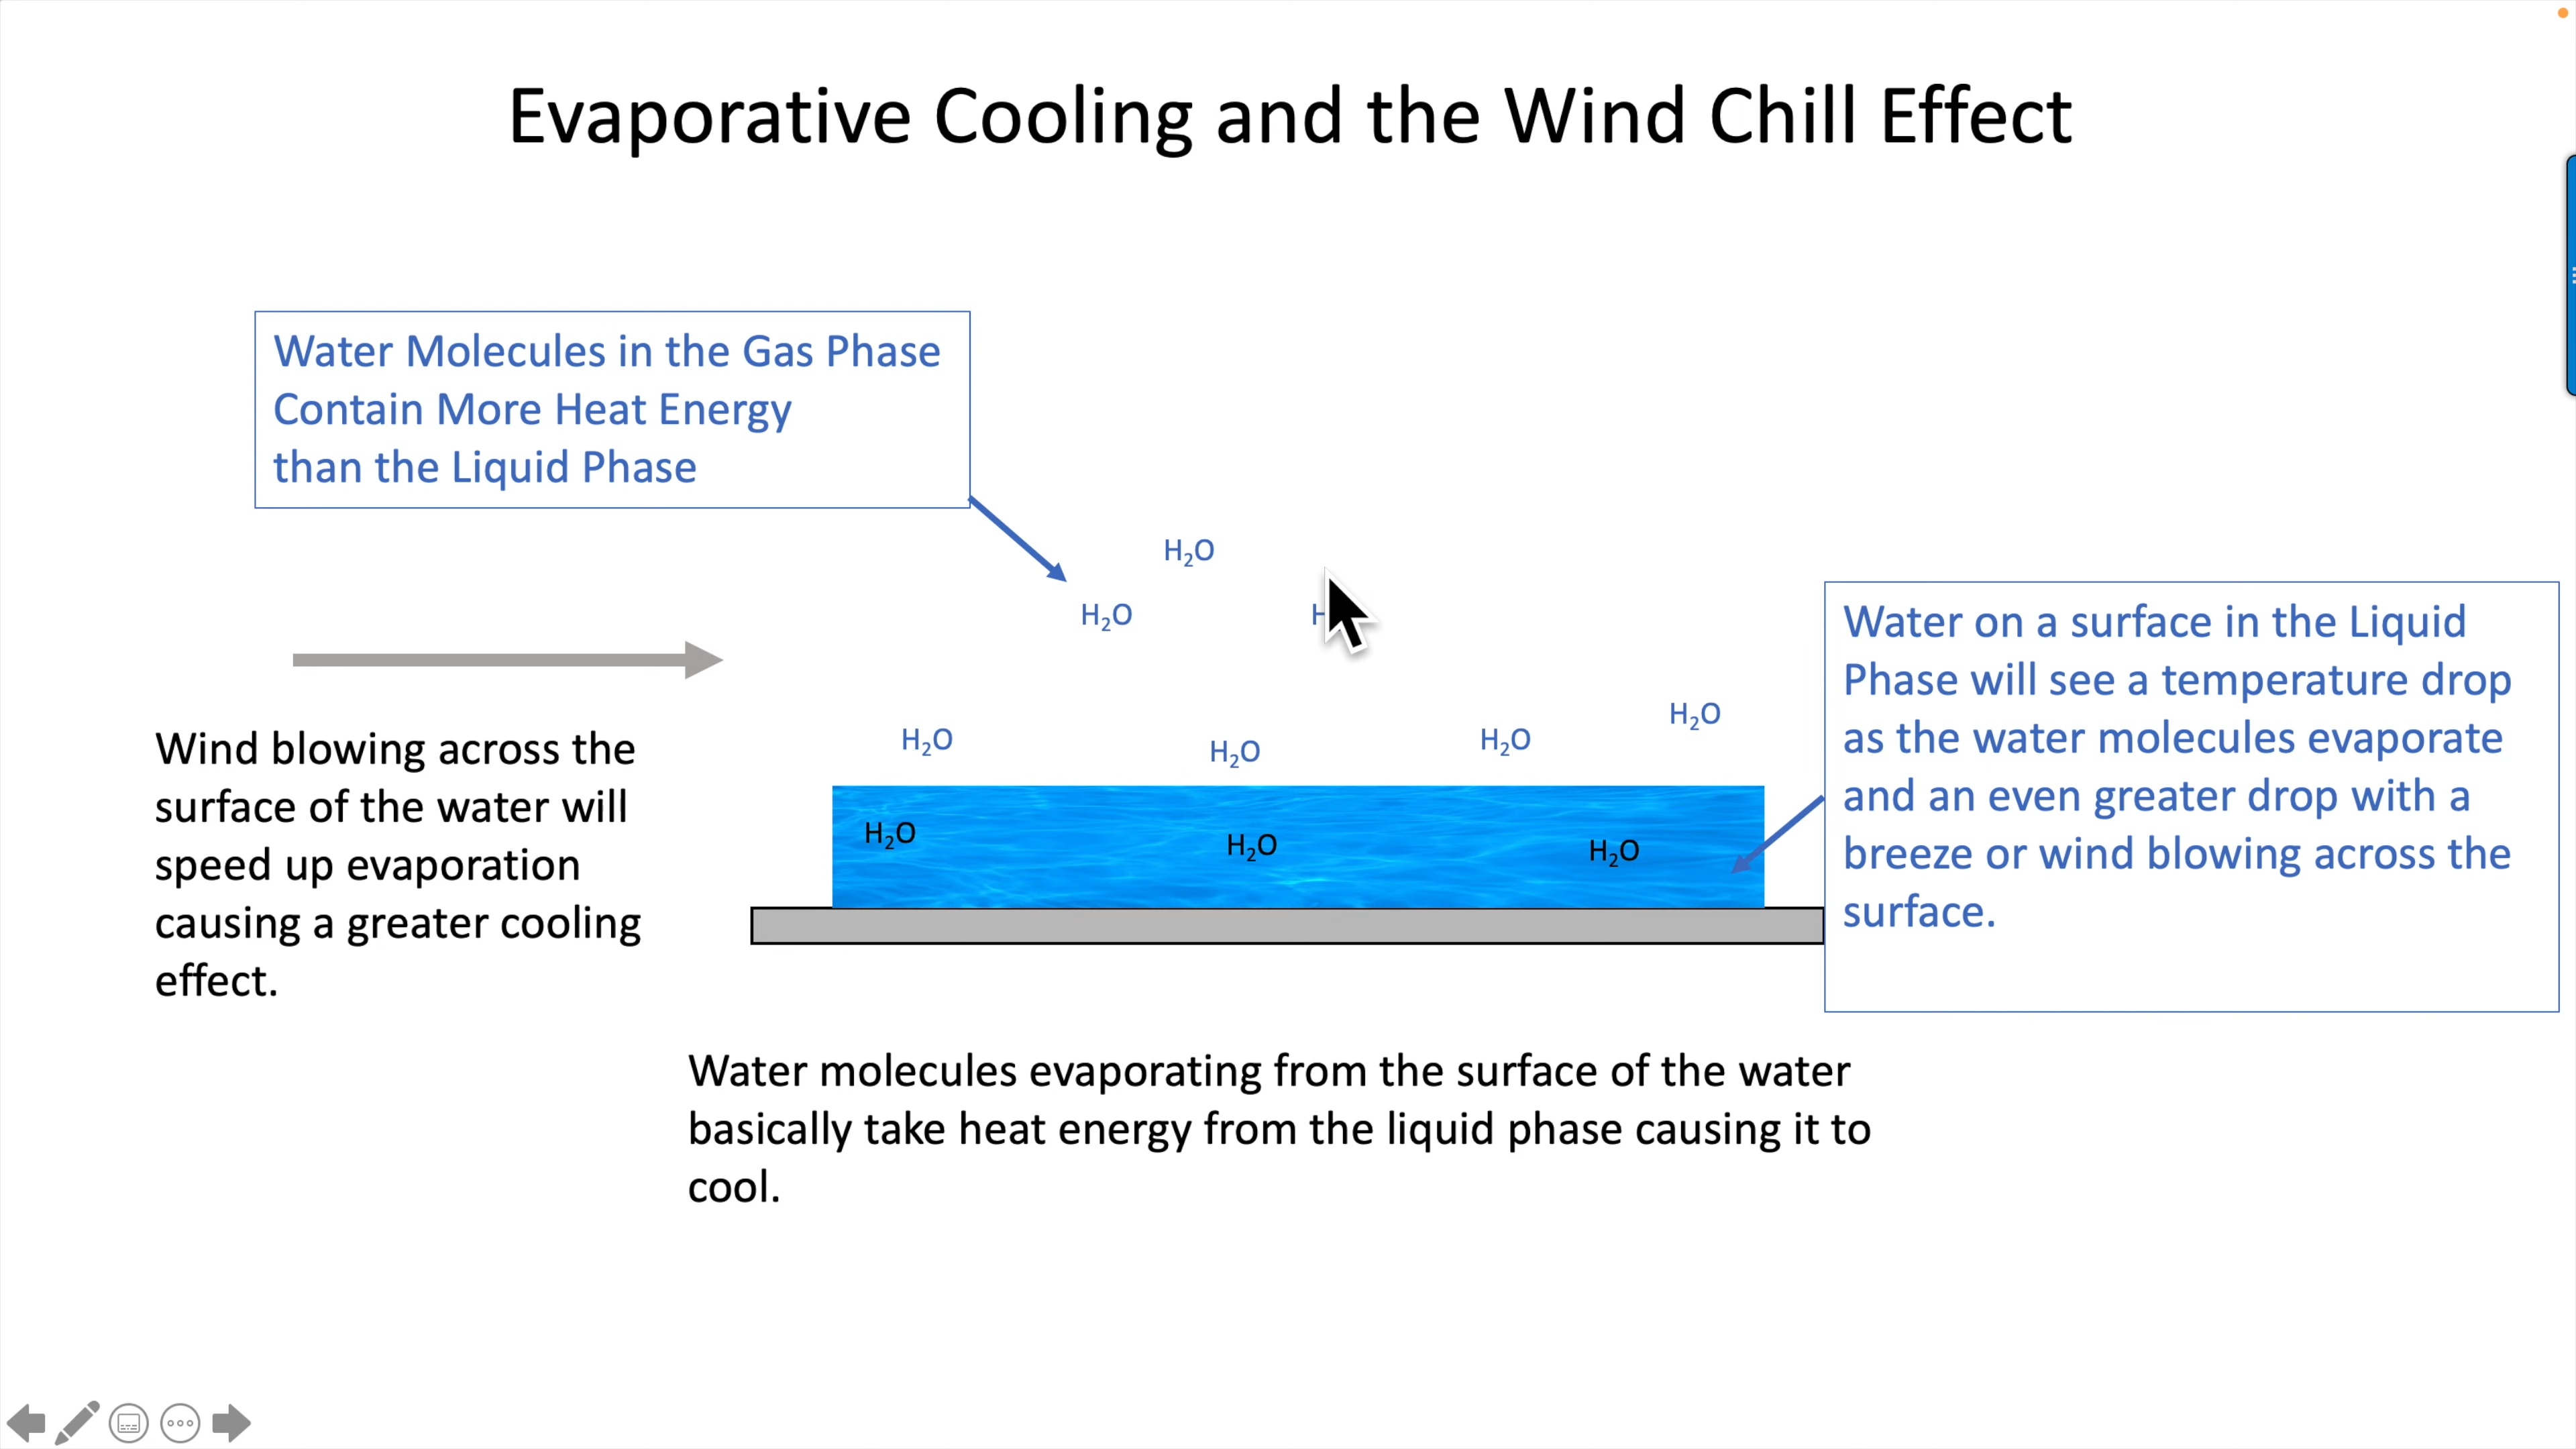 Evaporative Cooling and the Wind Chill Effect
Water Molecules in the Gas Phase
Contain More Heat Energy
than the Liquid Phase
H₂O
H₂O
H₂O
H₂O
H₂O
H₂O
H₂O
H₂O
H₂O
Wind blowing across the
surface of the water will
speed up evaporation
causing a greater cooling
effect.
Water on a surface in the Liquid
Phase will see a temperature drop
as the water molecules evaporate
and an even greater drop with a
breeze or wind blowing across the
surface.
Water molecules evaporating from the surface of the water
basically take heat energy from the liquid phase causing it to
cool.